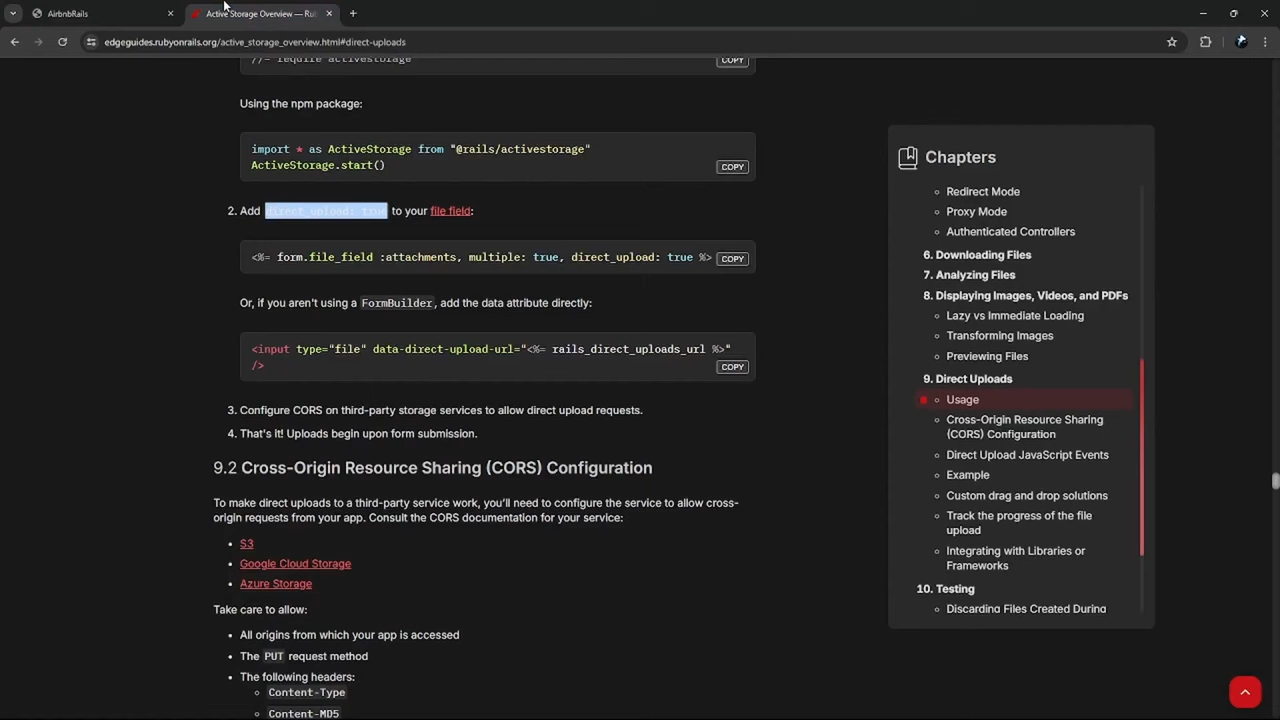 AirbnbRails
Active Storage Overview — Rub
edgeguides.rubyonrails.org/active_storage_overview.html#direct-uploads
//= require activestorage
COPY
Using the npm package:
import * as ActiveStorage from "@rails/activestorage"
ActiveStorage.start()
COPY
2. Add direct_upload: true to your file field:
<%= form.file_field :attachments, multiple: true, direct_upload: true %>
COPY
Or, if you aren't using a FormBuilder, add the data attribute directly:
<input type="file" data-direct-upload-url="<%= rails_direct_uploads_url %>"
/>
COPY
3. Configure CORS on third-party storage services to allow direct upload requests.
4. That's it! Uploads begin upon form submission.
9.2 Cross-Origin Resource Sharing (CORS) Configuration
To make direct uploads to a third-party service work, you'll need to configure the service to allow cross-
origin requests from your app. Consult the CORS documentation for your service:
S3
Google Cloud Storage
Azure Storage
Take care to allow:
All origins from which your app is accessed
The PUT request method
The following headers:
Content-Type
Content-MD5
Chapters
Redirect Mode
Proxy Mode
Authenticated Controllers
6. Downloading Files
7. Analyzing Files
8. Displaying Images, Videos, and PDFs
Lazy vs Immediate Loading
Transforming Images
Previewing Files
9. Direct Uploads
Usage
Cross-Origin Resource Sharing
(CORS) Configuration
Direct Upload JavaScript Events
Example
Custom drag and drop solutions
Track the progress of the file
upload
Integrating with Libraries or
Frameworks
10. Testing
Discarding Files Created During